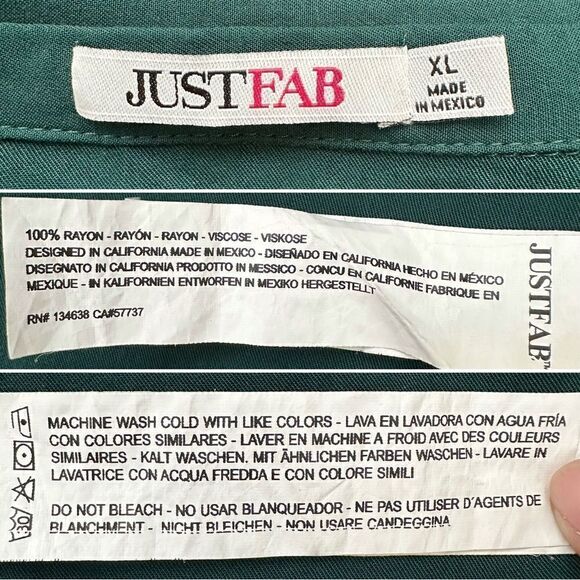 JUSTFAB
XL
MADE
IN MEXICO
100% RAYON - RAYÓN - RAYON - VISCOSE - VISKOSE
DESIGNED IN CALIFORNIA MADE IN MEXICO - DISEÑADO EN CALIFORNIA HECHO EN MÉXICO
DISEGNATO IN CALIFORNIA PRODOTTO IN MESSICO - CONCU EN CALIFORNIE FABRIQUE EN
MEXIQUE - IN KALIFORNIEN ENTWORFEN IN MEXIKO HERGESTELLT
RN# 134638 CA#57737
JUSTFAB™
MACHINE WASH COLD WITH LIKE COLORS - LAVA EN LAVADORA CON AGUA FRÍA
CON COLORES SIMILARES - LAVER EN MACHINE A FROID AVEC DES COULEURS
SIMILAIRES - KALT WASCHEN. MIT ÄHNLICHEN FARBEN WASCHEN - LAVARE IN
LAVATRICE CON ACQUA FREDDA E CON COLORE SIMILI
DO NOT BLEACH - NO USAR BLANQUEADOR - NE PAS UTILISER D'AGENTS DE
BLANCHMENT - NICHT BLEICHEN - NON USARE CANDEGGINA